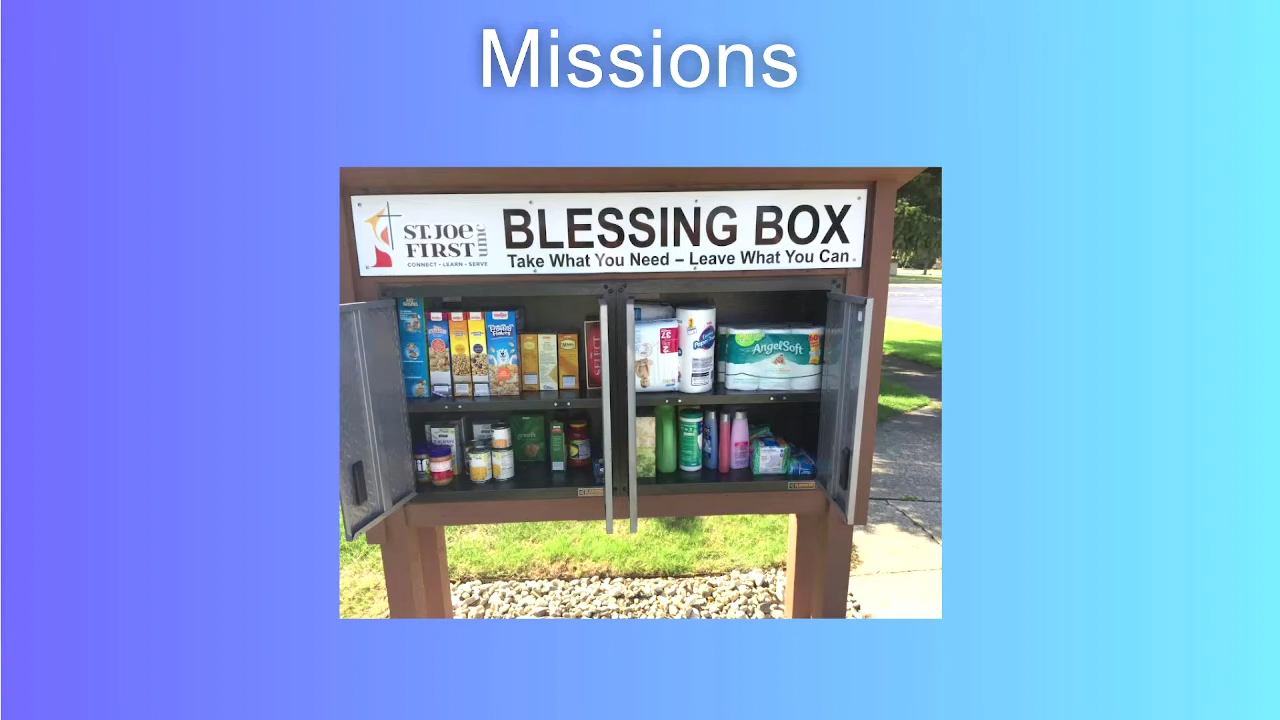 Missions
ST. JOE
FIRST
umc
CONNECT • LEARN • SERVE
BLESSING BOX
Take What You Need – Leave What You Can.
AngelSoft